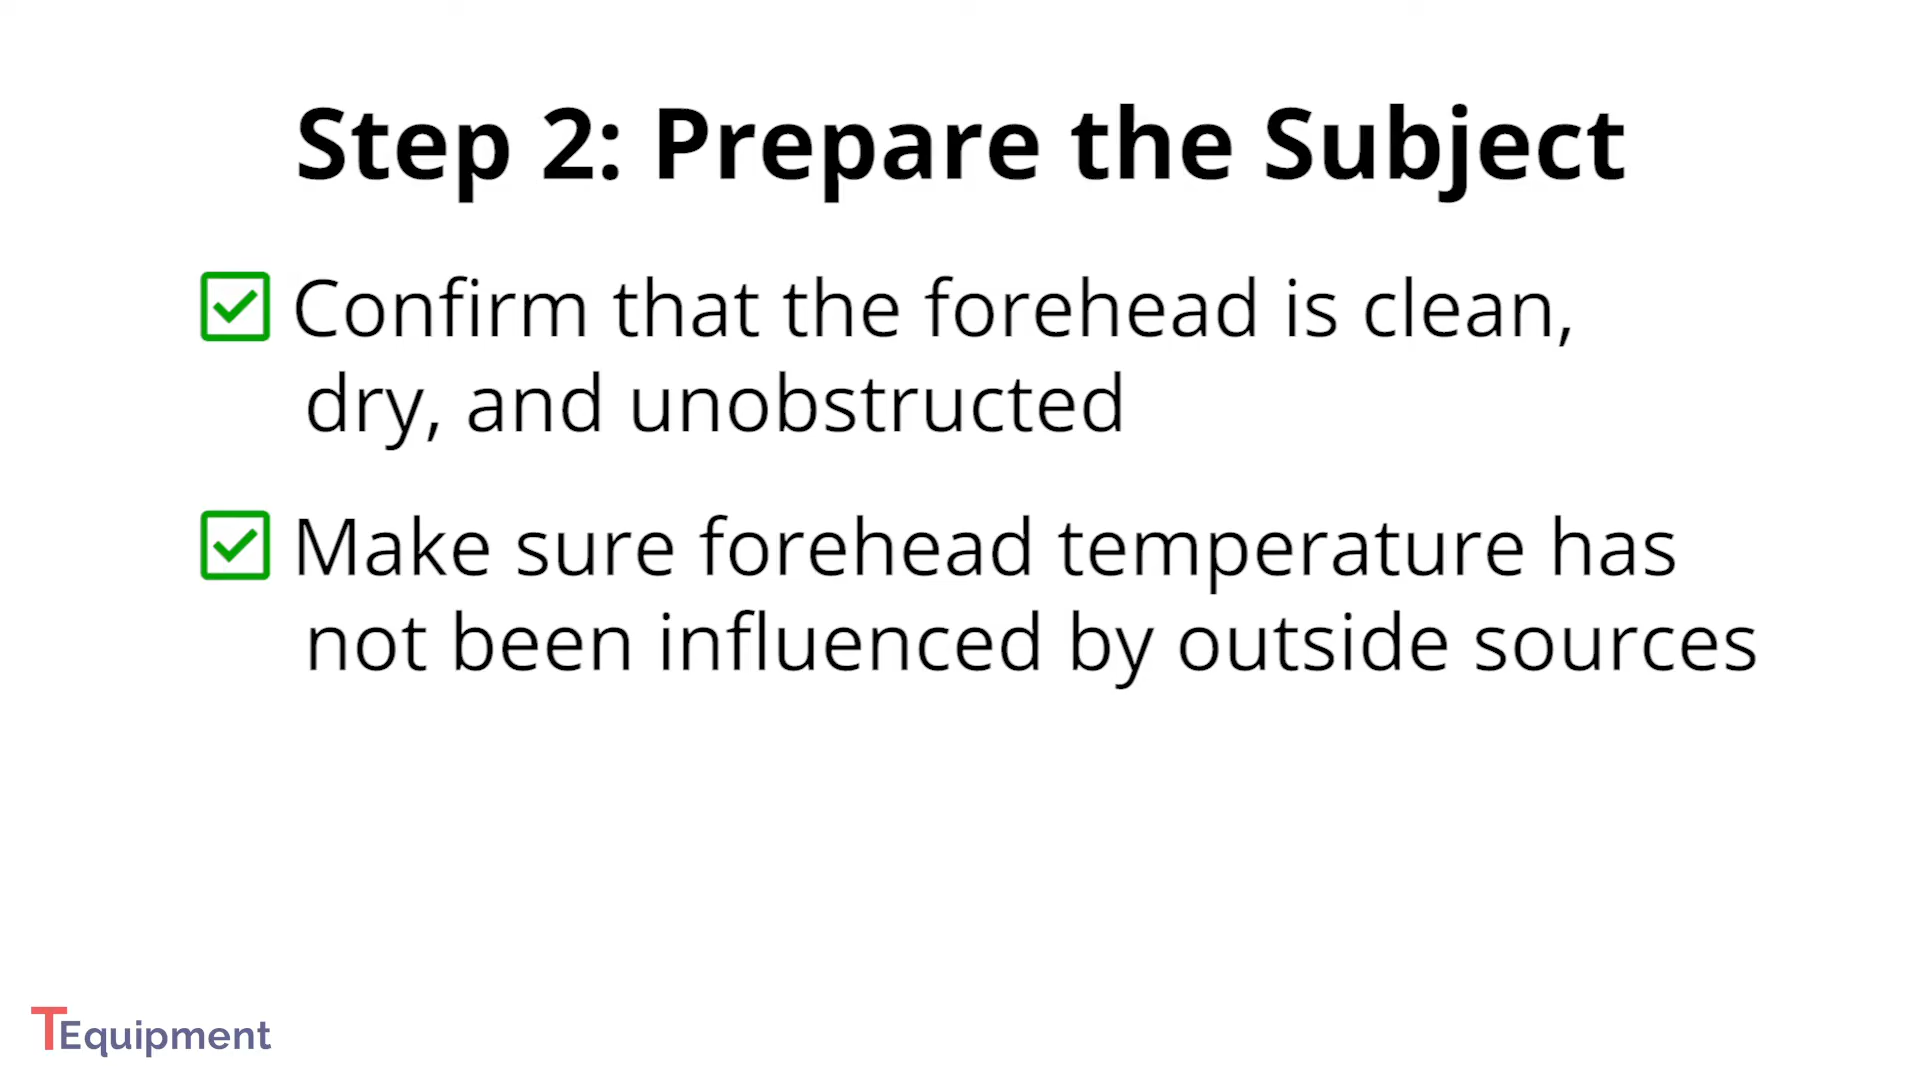 Step 2: Prepare the Subject
Confirm that the forehead is clean,
dry, and unobstructed
Make sure forehead temperature has
not been influenced by outside sources
TEquipment